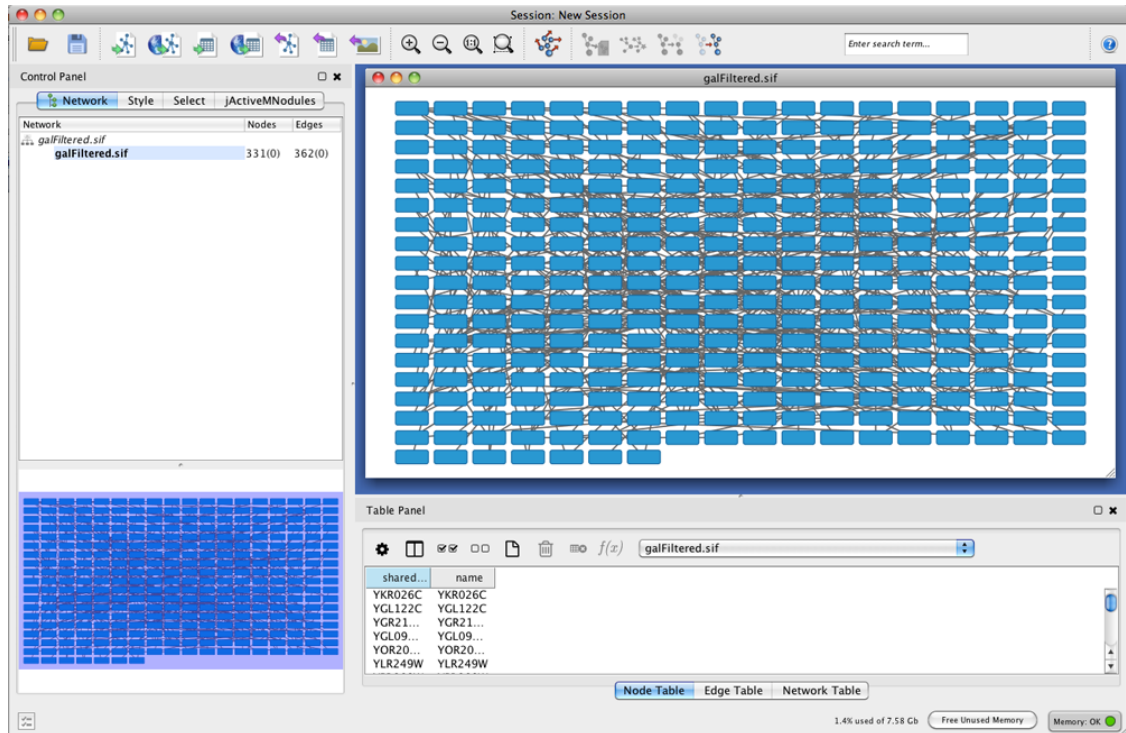 Session: New Session
1:1
Enter search term...
Control Panel
Network Style Select jActiveMNodules
Network Nodes Edges
galFiltered.sif
galFiltered.sif 331(0) 362(0)
galFiltered.sif
Table Panel
f(x) galFiltered.sif
shared... name
YKR026C YKR026C
YGL122C YGL122C
YGR21... YGR21...
YGL09... YGL09...
YOR20... YOR20...
YLR249W YLR249W
Node Table Edge Table Network Table
1.4% used of 7.58 Gb Free Unused Memory Memory: OK